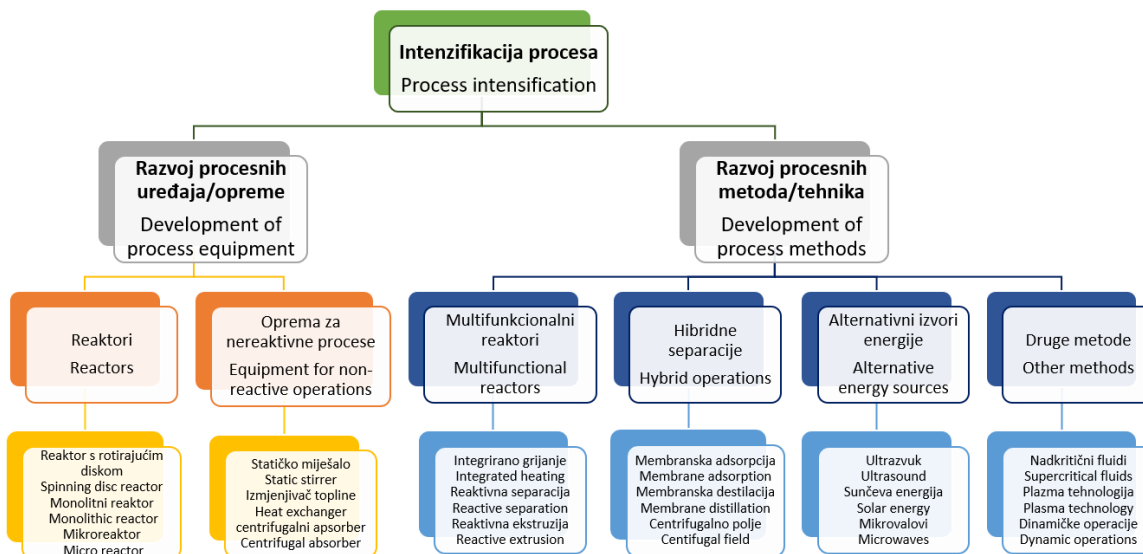 Intenzifikacija procesa
Process intensification
Razvoj procesnih
uređaja/opreme
Development of
process equipment
Razvoj procesnih
metoda/tehnika
Development of
process methods
Reaktori
Reactors
Oprema za
nereaktivne procese
Equipment for non-
reactive operations
Multifunkcionalni
reaktori
Multifunctional
reactors
Hibridne
separacije
Hybrid operations
Alternativni izvori
energije
Alternative
energy sources
Druge metode
Other methods
Reaktor s rotirajućim
diskom
Spinning disc reactor
Monolitni reaktor
Monolithic reactor
Mikroreaktor
Micro reactor
Statičko miješalo
Static stirrer
Izmjenjivač topline
Heat exchanger
centrifugalni apsorber
Centrifugal absorber
Integrirano grijanje
Integrated heating
Reaktivna separacija
Reactive separation
Reaktivna ekstruzija
Reactive extrusion
Membranska adsorpcija
Membrane adsorption
Membranska destilacija
Membrane distillation
Centrifugalno polje
Centifugal field
Ultrazvuk
Ultrasound
Sunčeva energija
Solar energy
Mikrovalovi
Microwaves
Nadkritični fluidi
Supercritical fluids
Plazma tehnologija
Plasma technology
Dinamičke operacije
Dynamic operations